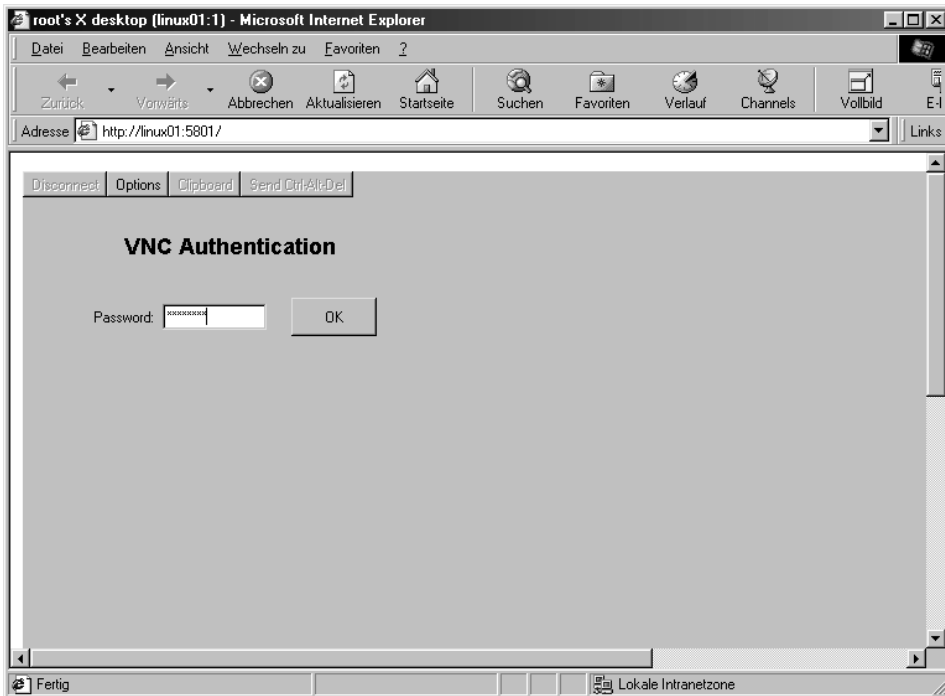 root's X desktop (linux01:1) - Microsoft Internet Explorer
Datei Bearbeiten Ansicht Wechseln zu Favoriten ?
Zurück Vorwärts Abbrechen Aktualisieren Startseite Suchen Favoriten Verlauf Channels Vollbild E-l
Adresse http://linux01:5801/ Links
Disconnect Options Clipboard Send Ctrl-Alt-Del
VNC Authentication
Password: xxxxxxxx OK
Fertig Lokale Intranetzone